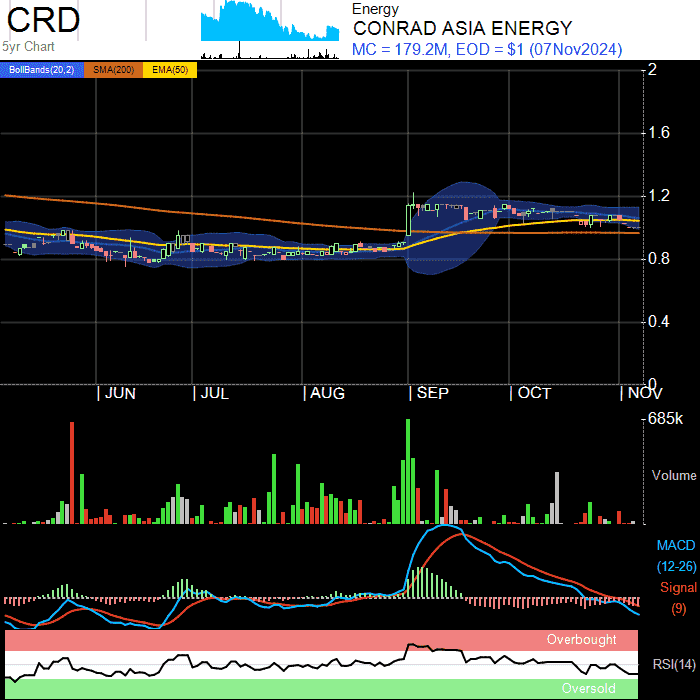 CRD
5yr Chart
Energy
CONRAD ASIA ENERGY
MC = 179.2M, EOD = $1 (07Nov2024)
BollBands(20,2) SMA(200) EMA(50)
2
1.6
1.2
0.8
0.4
0
JUN JUL AUG SEP OCT NOV
685k
Volume
MACD
(12-26)
Signal
(9)
Overbought
RSI(14)
Oversold